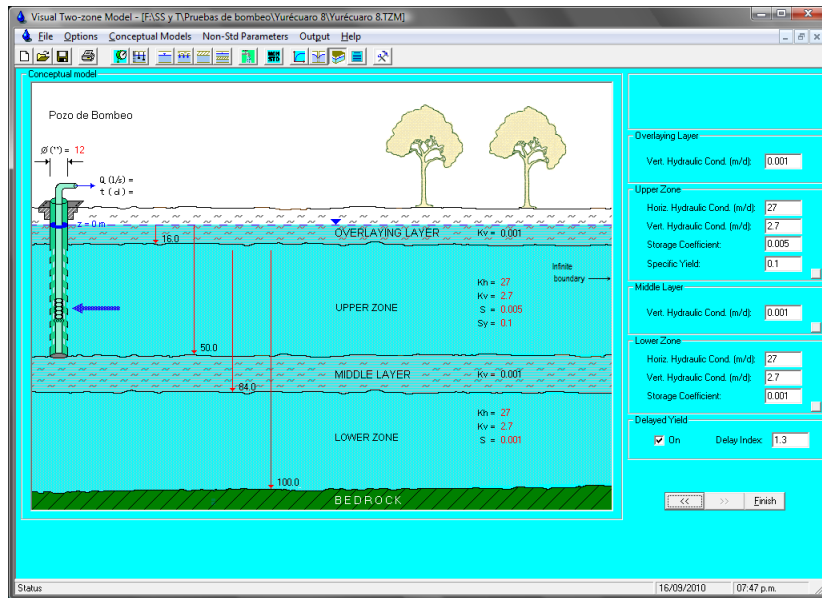 Visual Two-zone Model - [F:\SS y T\Pruebas de bombeo\Yurécuaro 8\Yurécuaro 8.TZM]
File Options Conceptual Models Non-Std Parameters Output Help
Conceptual model
Pozo de Bombeo
Ø (") = 12
Q (l/s) =
t (d) =
z = 0 m
OVERLAYING LAYER Kv = 0.001
16.0
Infinite
boundary
Kh = 27
Kv = 2.7
UPPER ZONE
S = 0.005
Sy = 0.1
50.0
MIDDLE LAYER Kv = 0.001
84.0
Kh = 27
Kv = 2.7
LOWER ZONE
S = 0.001
100.0
BEDROCK
Overlaying Layer
Vert. Hydraulic Cond. (m/d): 0.001
Upper Zone
Horiz. Hydraulic Cond. (m/d): 27
Vert. Hydraulic Cond. (m/d): 2.7
Storage Coefficient: 0.005
Specific Yield: 0.1
Middle Layer
Vert. Hydraulic Cond. (m/d): 0.001
Lower Zone
Horiz. Hydraulic Cond. (m/d): 27
Vert. Hydraulic Cond. (m/d): 2.7
Storage Coefficient: 0.001
Delayed Yield
On Delay Index: 1.3
<< >> Finish
Status 16/09/2010 07:47 p.m.